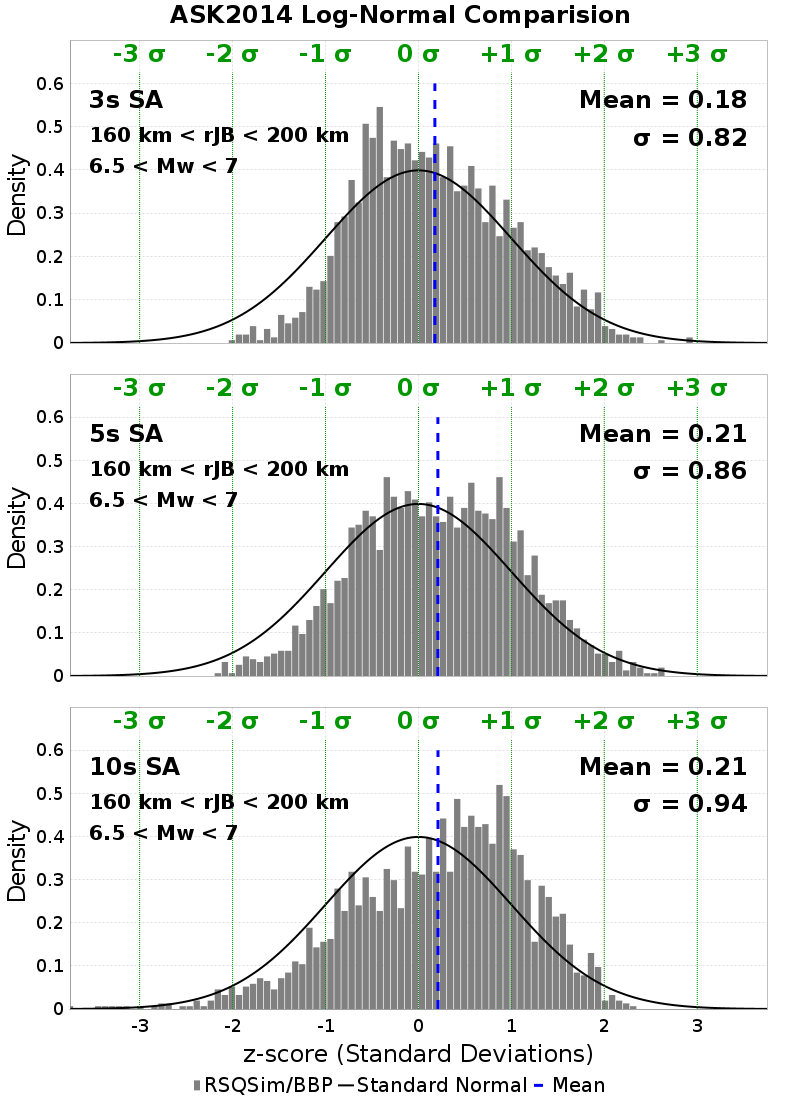 ASK2014 Log-Normal Comparision
-3 σ -2 σ -1 σ 0 σ +1 σ +2 σ +3 σ
3s SA
160 km < rJB < 200 km
6.5 < Mw < 7
Mean = 0.18
σ = 0.82
0.6
0.5
0.4
0.3
0.2
0.1
0
Density
-3 σ -2 σ -1 σ 0 σ +1 σ +2 σ +3 σ
5s SA
160 km < rJB < 200 km
6.5 < Mw < 7
Mean = 0.21
σ = 0.86
0.6
0.5
0.4
0.3
0.2
0.1
0
Density
-3 σ -2 σ -1 σ 0 σ +1 σ +2 σ +3 σ
10s SA
160 km < rJB < 200 km
6.5 < Mw < 7
Mean = 0.21
σ = 0.94
0.6
0.5
0.4
0.3
0.2
0.1
0
Density
-3 -2 -1 0 1 2 3
z-score (Standard Deviations)
RSQSim/BBP Standard Normal Mean